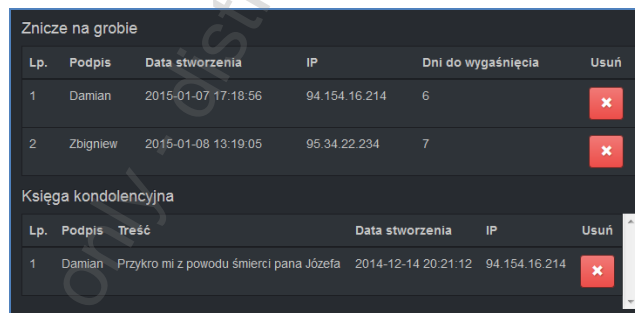 Znicze na grobie
Lp. Podpis Data stworzenia IP Dni do wygaśnięcia Usuń
1 Damian 2015-01-07 17:18:56 94.154.16.214 6
2 Zbigniew 2015-01-08 13:19:05 95.34.22.234 7
Księga kondolencyjna
Lp. Podpis Treść Data stworzenia IP Usuń
1 Damian Przykro mi z powodu śmierci pana Józefa 2014-12-14 20:21:12 94.154.16.214
only - distr